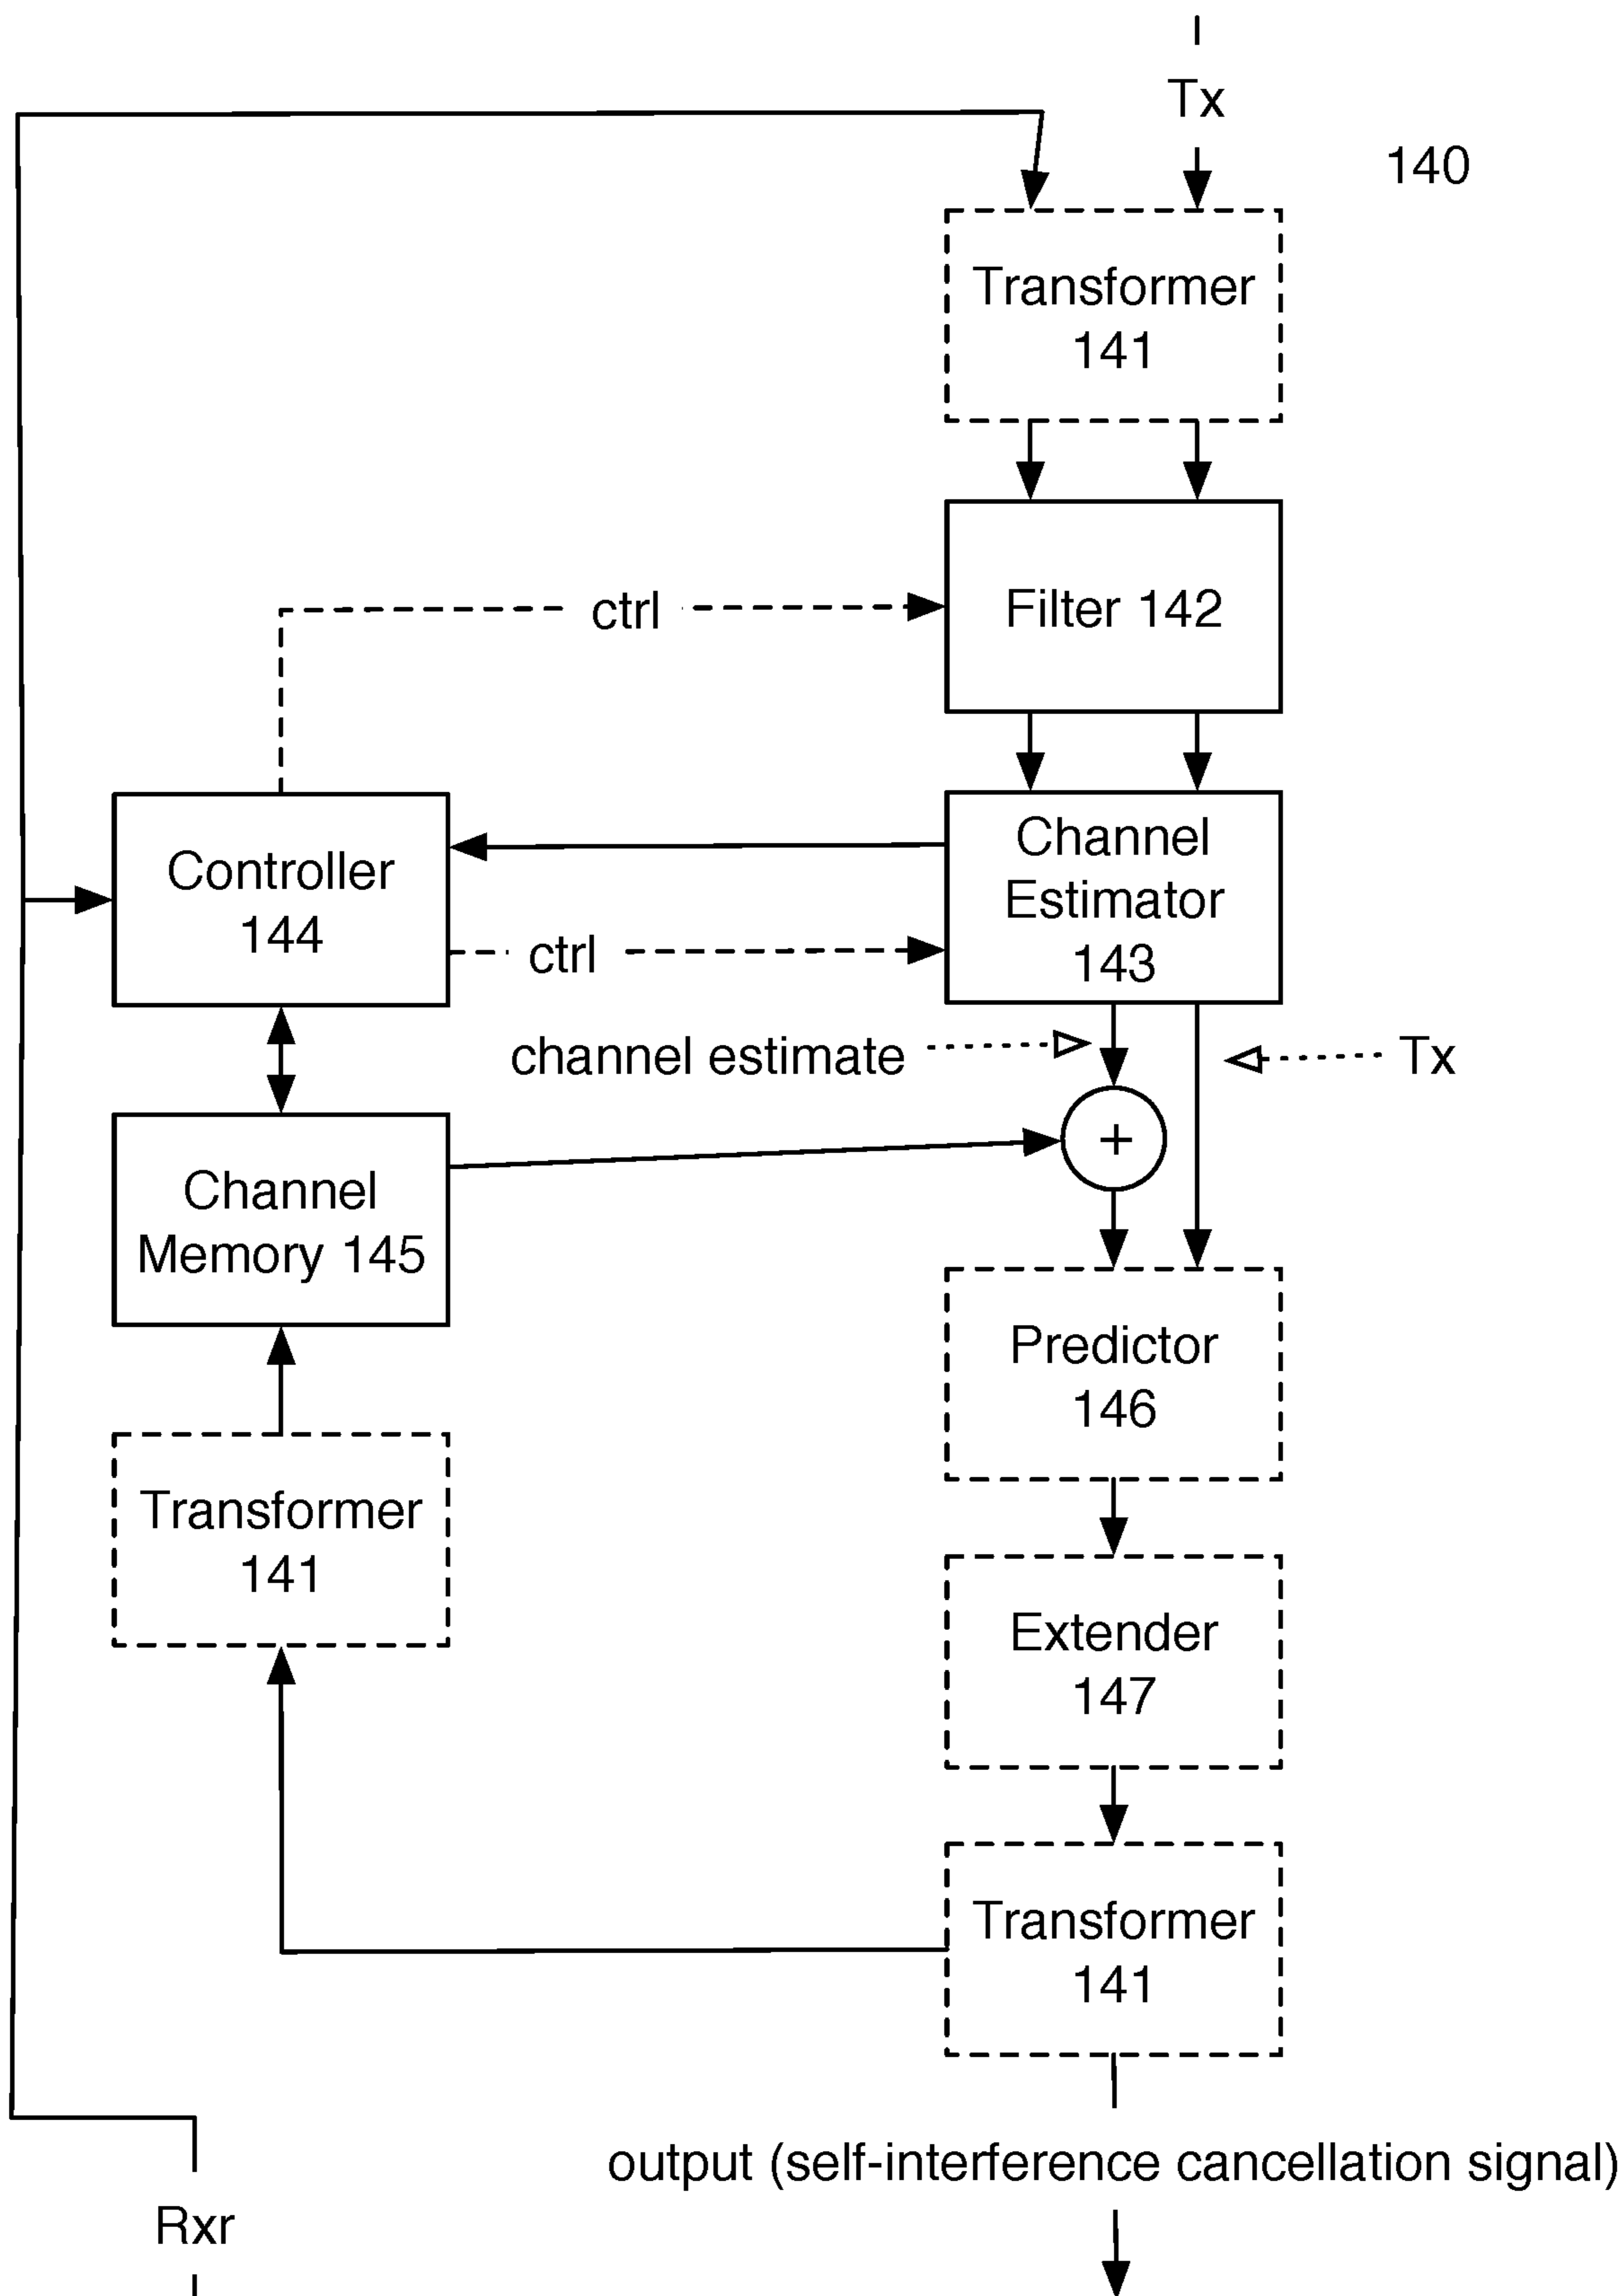 Tx
140
Transformer
141
ctrl
Filter 142
Controller
144
Channel
Estimator
143
ctrl
channel estimate
Tx
+
Channel
Memory 145
Predictor
146
Transformer
141
Extender
147
Transformer
141
output (self-interference cancellation signal)
Rxr